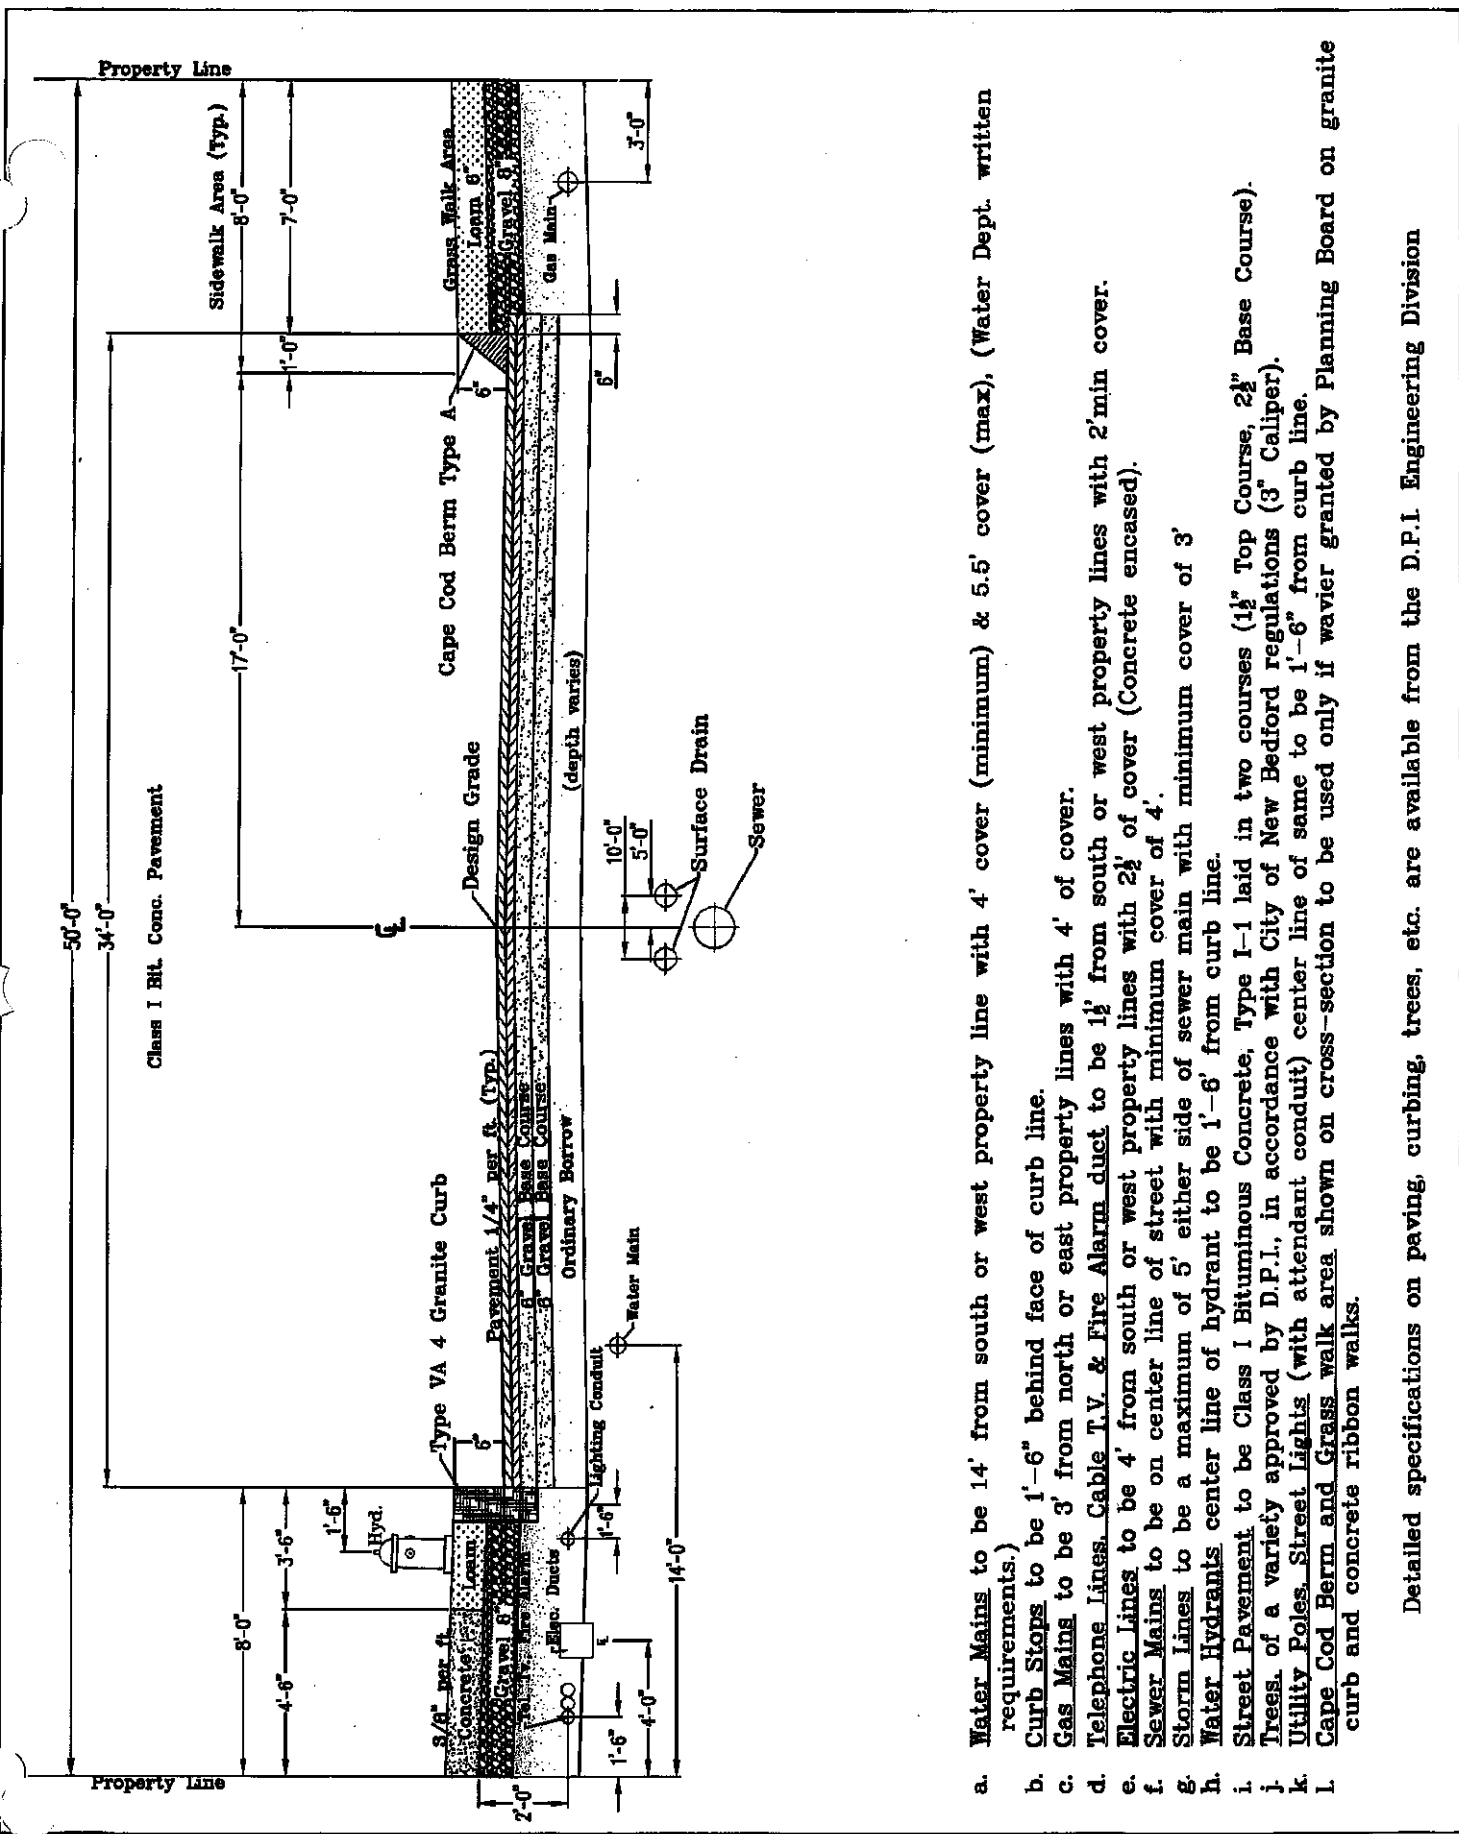 Property Line
Property Line
50'-0"
34'-0"
Class I Bit. Conc. Pavement
Sidewalk Area (Typ.)
8'-0"
8'-0"
17'-0"
1'-0"
7'-0"
4'-6"
3'-6"
1'-6"
Hyd.
Type VA 4 Granite Curb
6"
Design Grade
Cape Cod Berm Type A
6"
Grass Walk Area
Loam 6"
Gravel 8"
3/8" per ft.
Concrete
Loam
Gravel 8"
Pavement 1/4" per ft. (Typ.)
6" Gravel Base Course
6" Gravel Base Course
Ordinary Borrow
(depth varies)
Fire Alarm
Elec. Ducts
E.
Lighting Conduit
Water Main
Gas Main
2'-0"
1'-6"
4'-0"
1'-6"
14'-0"
10'-0"
5'-0"
Surface Drain
Sewer
6"
3'-0"
a. Water Mains to be 14' from south or west property line with 4' cover (minimum) & 5.5' cover (max), (Water Dept. written
requirements.)
b. Curb Stops to be 1'-6" behind face of curb line.
c. Gas Mains to be 3' from north or east property lines with 4' of cover.
d. Telephone Lines, Cable T.V. & Fire Alarm duct to be 1½' from south or west property lines with 2'min cover.
e. Electric Lines to be 4' from south or west property lines with 2½' of cover (Concrete encased).
f. Sewer Mains to be on center line of street with minimum cover of 4'.
g. Storm Lines to be a maximum of 5' either side of sewer main with minimum cover of 3'
h. Water Hydrants center line of hydrant to be 1'-6' from curb line.
i. Street Pavement to be Class I Bituminous Concrete, Type I-1 laid in two courses (1½" Top Course, 2½" Base Course).
j. Trees, of a variety approved by D.P.I., in accordance with City of New Bedford regulations (3" Caliper).
k. Utility Poles, Street Lights (with attendant conduit) center line of same to be 1'-6" from curb line.
l. Cape Cod Berm and Grass walk area shown on cross-section to be used only if wavier granted by Planning Board on granite
curb and concrete ribbon walks.
Detailed specifications on paving, curbing, trees, etc. are available from the D.P.I. Engineering Division